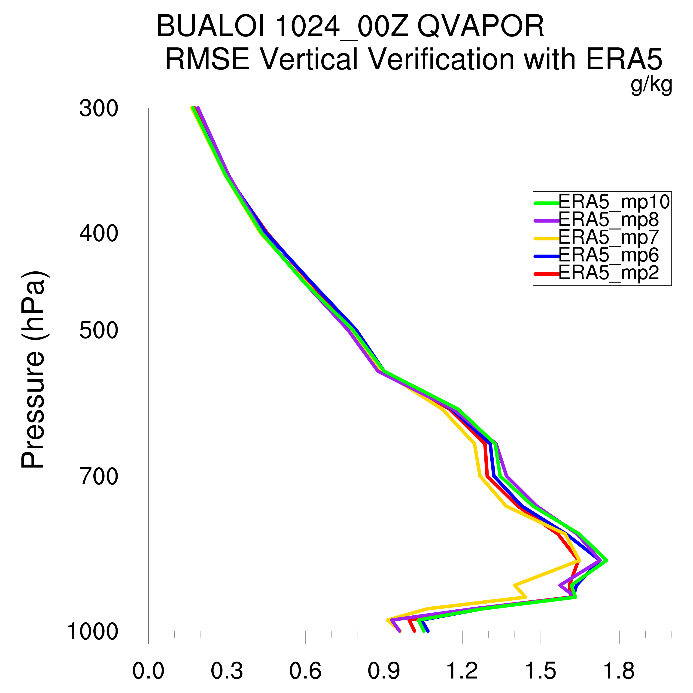 BUALOI 1024_00Z QVAPOR
RMSE Vertical Verification with ERA5
g/kg
300
400
500
700
1000
Pressure (hPa)
ERA5_mp10
ERA5_mp8
ERA5_mp7
ERA5_mp6
ERA5_mp2
0.0 0.3 0.6 0.9 1.2 1.5 1.8